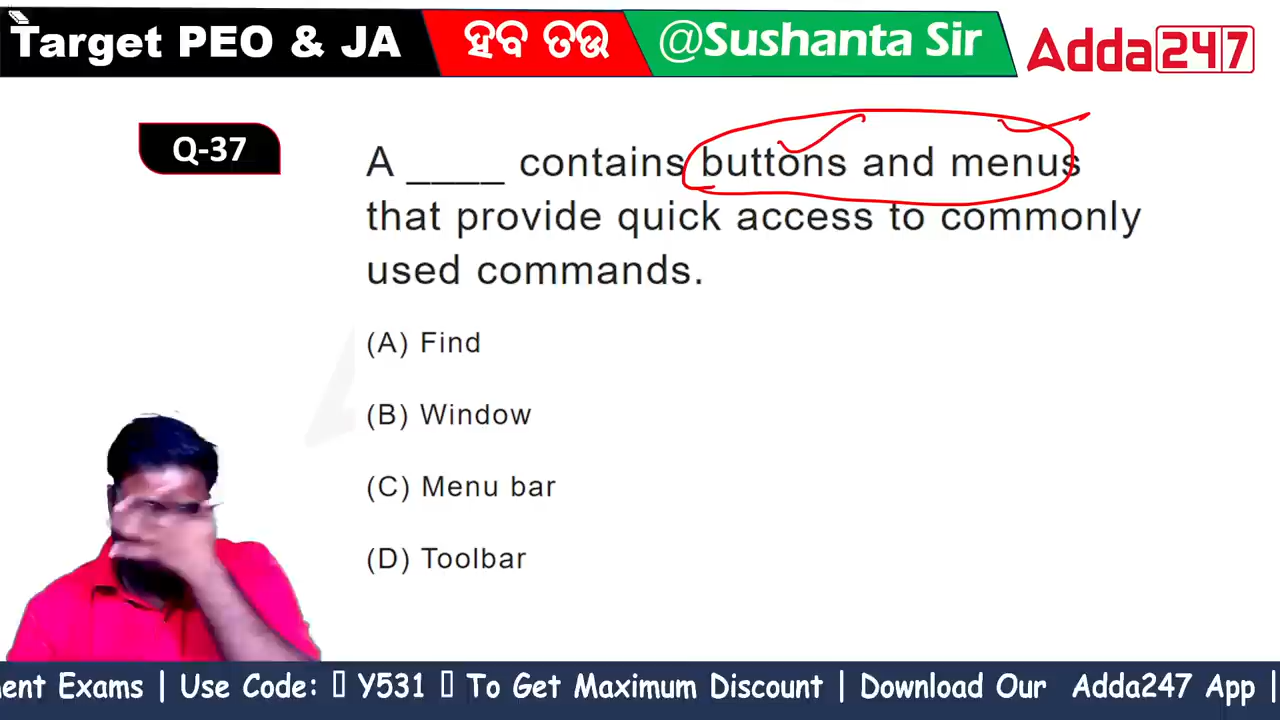 Target PEO & JA ହବ ତଉ @Sushanta Sir Adda247
Q-37
A ____ contains buttons and menus
that provide quick access to commonly
used commands.
(A) Find
(B) Window
(C) Menu bar
(D) Toolbar
ment Exams | Use Code: Y531 To Get Maximum Discount | Download Our Adda247 App |